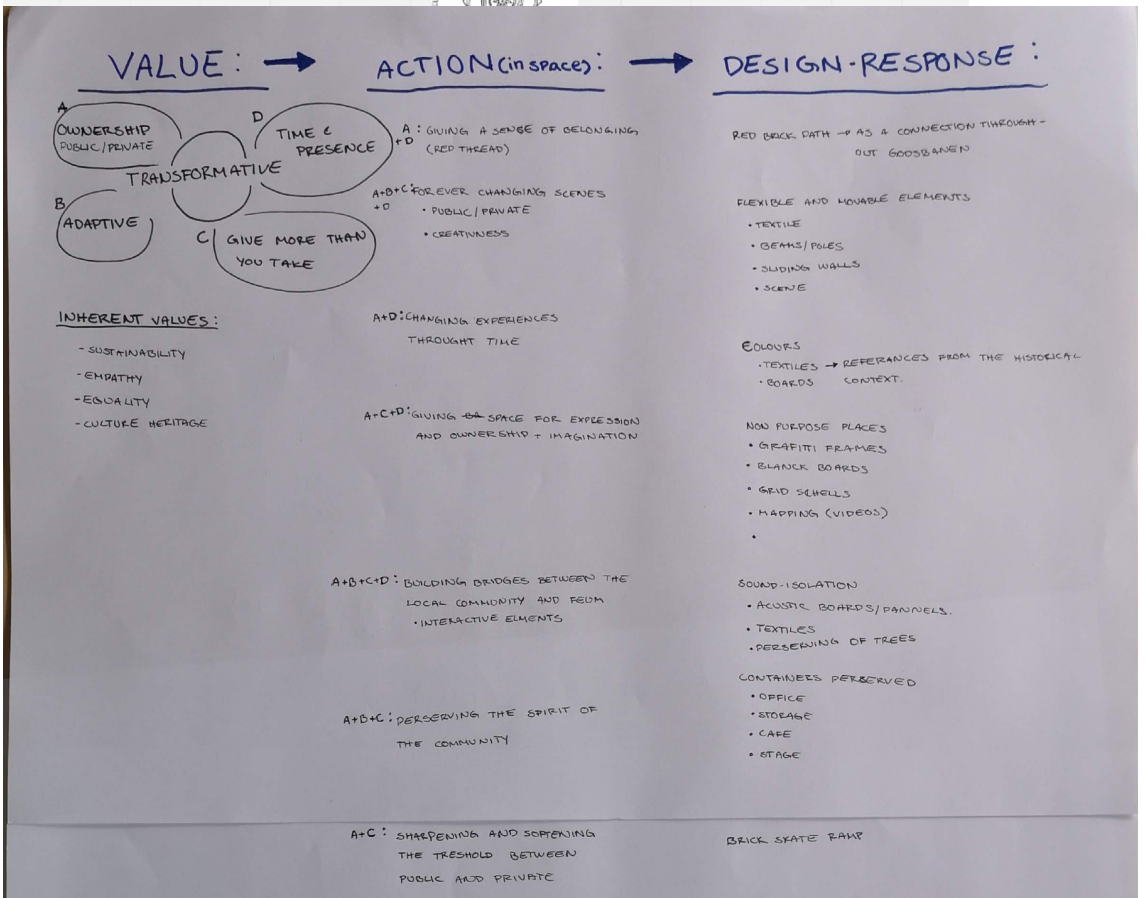 VALUE: → ACTION (in space): → DESIGN-RESPONSE:
A
OWNERSHIP
PUBLIC/PRIVATE
D
TIME &
PRESENCE
TRANSFORMATIVE
B
ADAPTIVE
C
GIVE MORE THAN
YOU TAKE
INHERENT VALUES:
- SUSTAINABILITY
- EMPATHY
- EQUALITY
- CULTURE HERITAGE
A+D: GIVING A SENSE OF BELONGING
(RED THREAD)
A+B+C+D: FOREVER CHANGING SCENES
• PUBLIC/PRIVATE
• CREATIVNESS
A+D: CHANGING EXPERIENCES
THROUGHT TIME
A+C+D: GIVING SPACE FOR EXPRESSION
AND OWNERSHIP + IMAGINATION
A+B+C+D: BUILDING BRIDGES BETWEEN THE
LOCAL COMMUNITY AND
• INTERACTIVE ELMENTS
A+B+C: PERSERVING THE SPIRIT OF
THE COMMUNITY
A+C: SHARPENING AND SOFTENING
THE TRESHOLD BETWEEN
PUBLIC AND PRIVATE
RED BRICK PATH → AS A CONNECTION THROUGH-
OUT GODSBANEN
FLEXIBLE AND MOVABLE ELEMENTS
• TEXTILE
• BEAMS/POLES
• SLIDING WALLS
• SCENE
COLOURS
• TEXTILES → REFERANCES FROM THE HISTORICAL
• BOARDS CONTEXT.
NON PURPOSE PLACES
• GRAFITTI FRAMES
• BLANCK BOARDS
• GRID SCHELLS
• MAPPING (VIDEOS)
•
SOUND-ISOLATION
• ACUSTIC BOARDS/PANNELS.
• TEXTILES
• PERSERVING OF TREES
CONTAINERS PERSERVED
• OFFICE
• STORAGE
• CAFE
• STAGE
BRICK SKATE RAMP